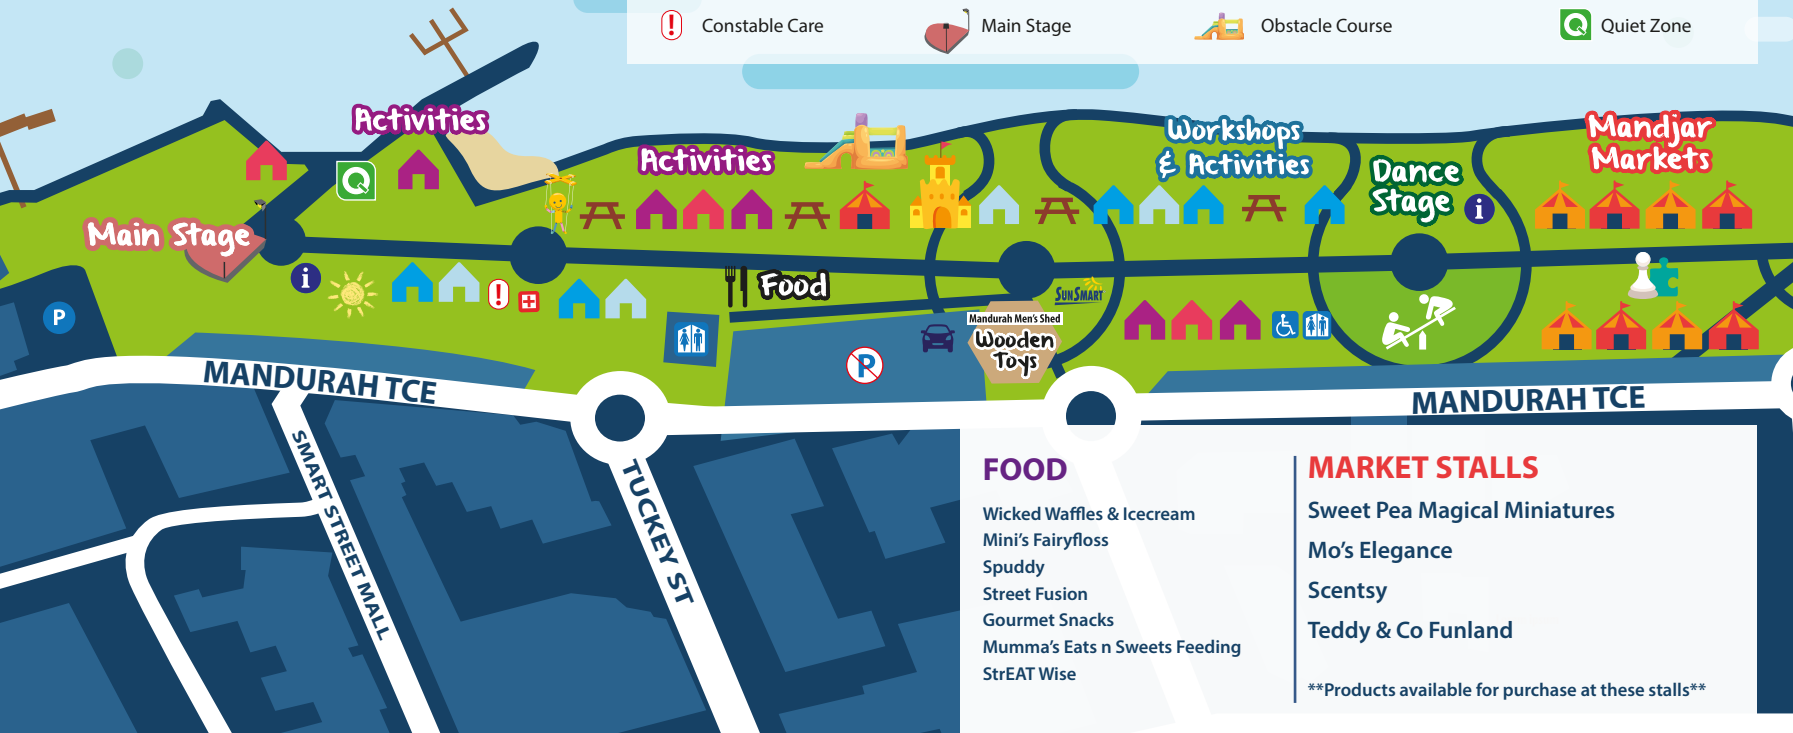 ! Constable Care
Main Stage
Obstacle Course
Q Quiet Zone
Activities
Q
Activities
Workshops
& Activities
Dance
Stage
i
Mandjar
Markets
Main Stage
i
!
Food
SUNSMART
Mandurah Men's Shed
Wooden
Toys
P
P
MANDURAH TCE
MANDURAH TCE
SMART STREET MALL
TUCKEY ST
FOOD
Wicked Waffles & Icecream
Mini's Fairyfloss
Spuddy
Street Fusion
Gourmet Snacks
Mumma's Eats n Sweets Feeding
StrEAT Wise
MARKET STALLS
Sweet Pea Magical Miniatures
Mo's Elegance
Scentsy
Teddy & Co Funland
**Products available for purchase at these stalls**